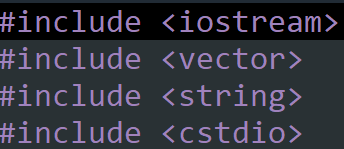 #include <iostream>
#include <vector>
#include <string>
#include <cstdio>